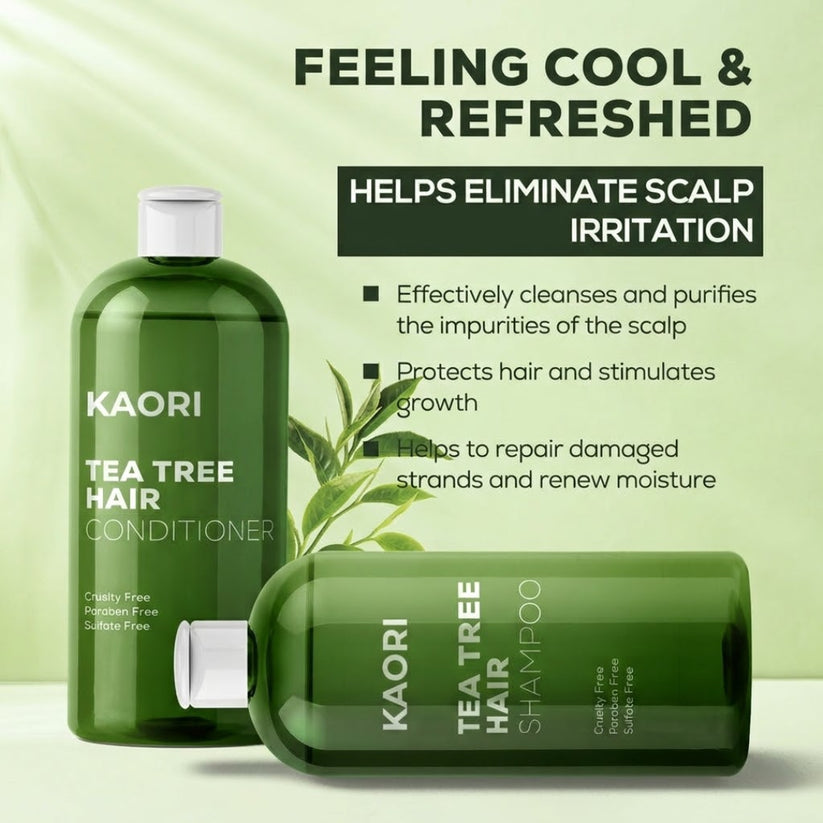 FEELING COOL &
REFRESHED
HELPS ELIMINATE SCALP
IRRITATION
Effectively cleanses and purifies
the impurities of the scalp
Protects hair and stimulates
growth
Helps to repair damaged
strands and renew moisture
KAORI
TEA TREE
HAIR
CONDITIONER
Cruslty Free
Paraben Free
Sulfate Free
KAORI
TEA TREE
HAIR
SHAMPOO
Cruelty Free
Paroben Free
Sulfate Free